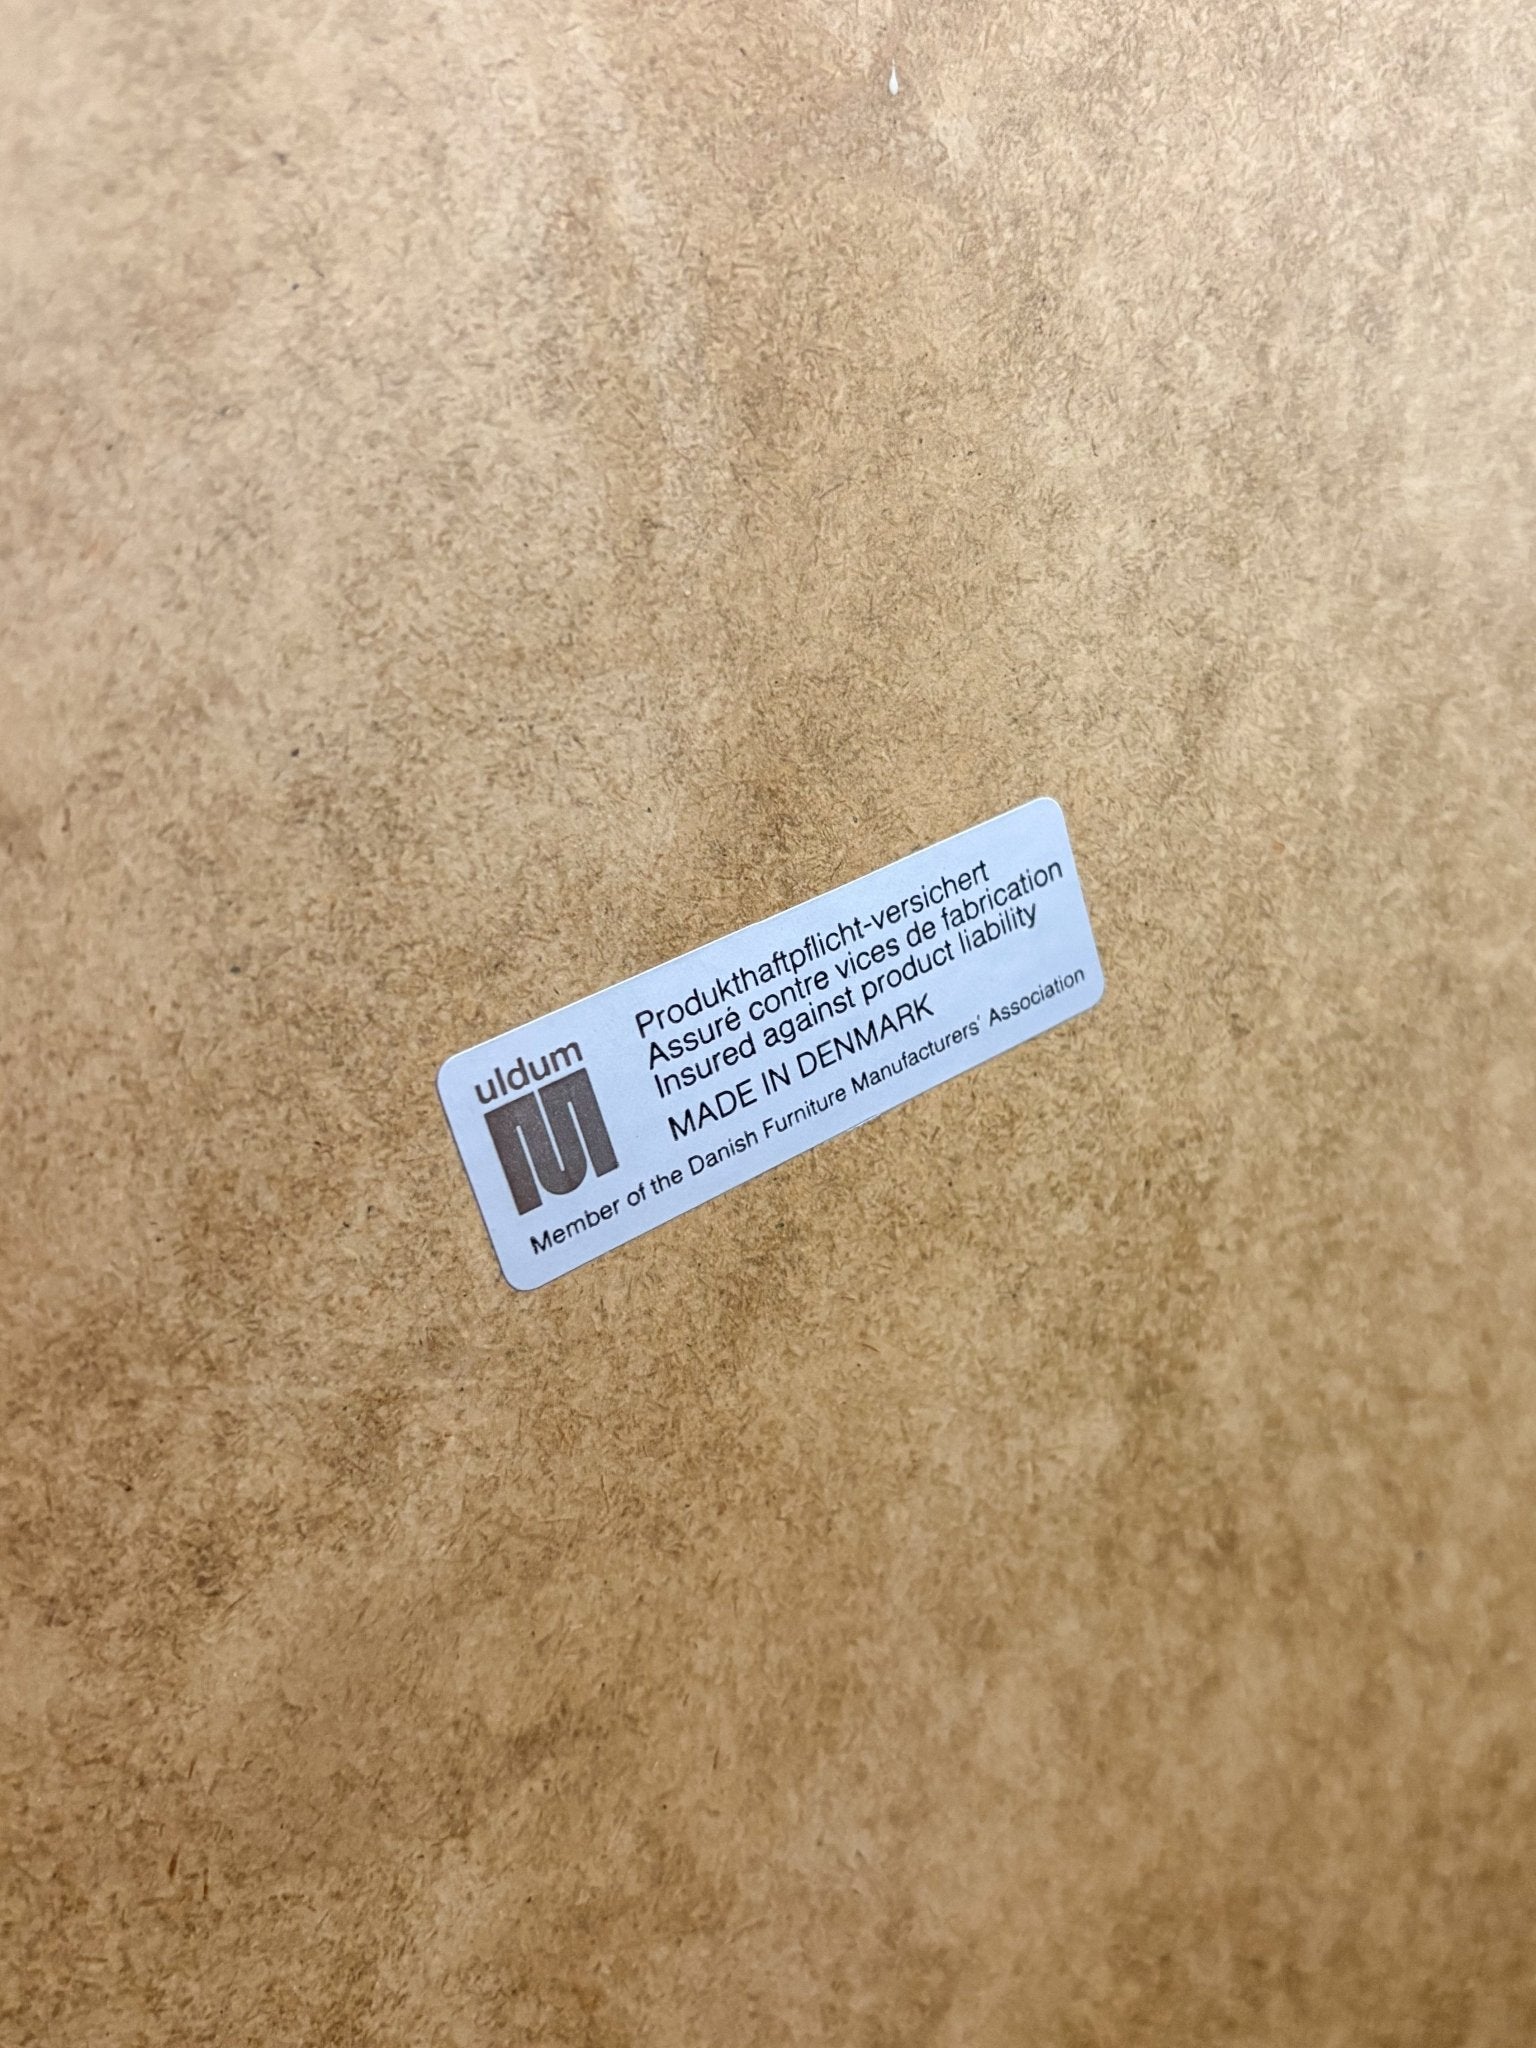 uldum
Produkthaftpflicht-versichert
Assuré contre vices de fabrication
Insured against product liability
MADE IN DENMARK
Member of the Danish Furniture Manufacturers' Association